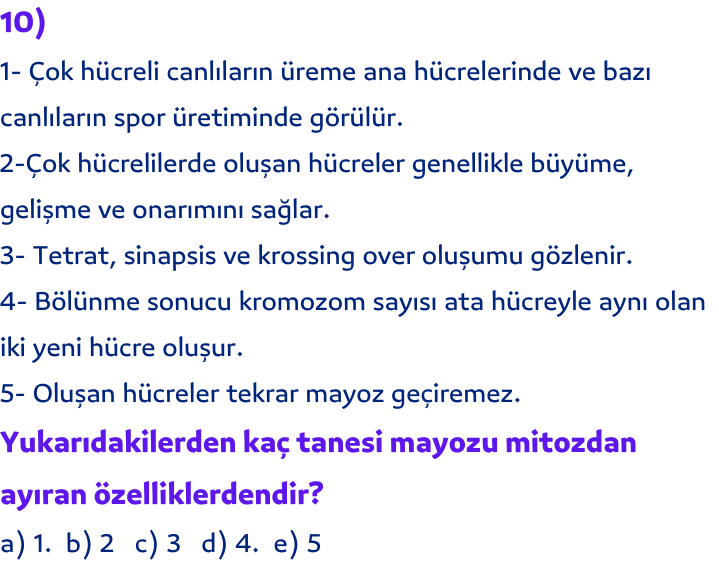 10)
1- Çok hücreli canlıların üreme ana hücrelerinde ve bazı
canlıların spor üretiminde görülür.
2-Çok hücrelilerde oluşan hücreler genellikle büyüme,
gelişme ve onarımını sağlar.
3- Tetrat, sinapsis ve krossing over oluşumu gözlenir.
4- Bölünme sonucu kromozom sayısı ata hücreyle aynı olan
iki yeni hücre oluşur.
5- Oluşan hücreler tekrar mayoz geçiremez.
Yukarıdakilerden kaç tanesi mayozu mitozdan
ayıran özelliklerdendir?
a) 1.  b) 2  c) 3  d) 4.  e) 5